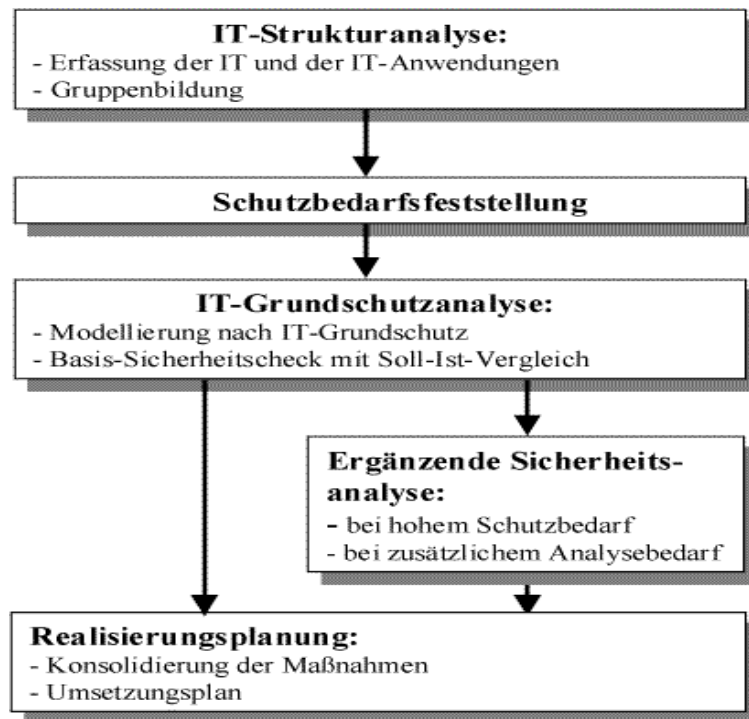 IT-Strukturanalyse:
- Erfassung der IT und der IT-Anwendungen
- Gruppenbildung
Schutzbedarfsfeststellung
IT-Grundschutzanalyse:
- Modellierung nach IT-Grundschutz
- Basis-Sicherheitscheck mit Soll-Ist-Vergleich
Ergänzende Sicherheits-
analyse:
- bei hohem Schutzbedarf
- bei zusätzlichem Analysebedarf
Realisierungsplanung:
- Konsolidierung der Maßnahmen
- Umsetzungsplan